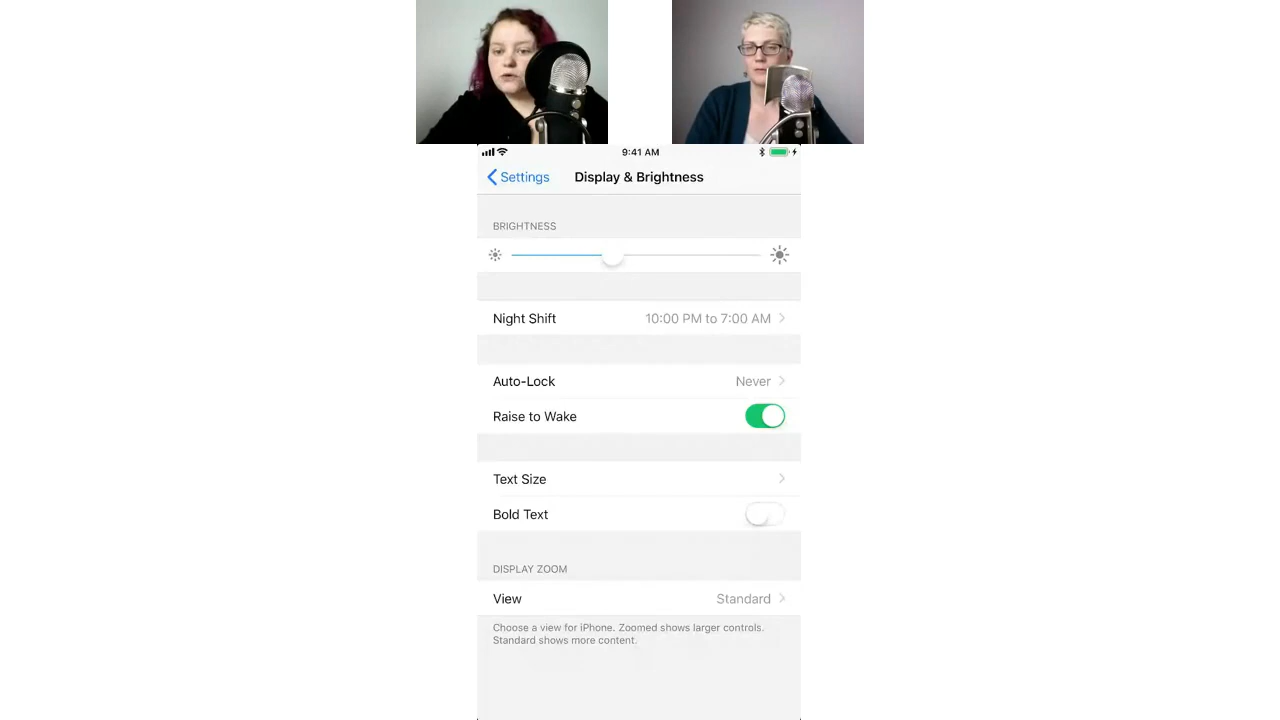 9:41 AM
Settings
Display & Brightness
BRIGHTNESS
Night Shift 10:00 PM to 7:00 AM
Auto-Lock Never
Raise to Wake
Text Size
Bold Text
DISPLAY ZOOM
View Standard
Choose a view for iPhone. Zoomed shows larger controls.
Standard shows more content.